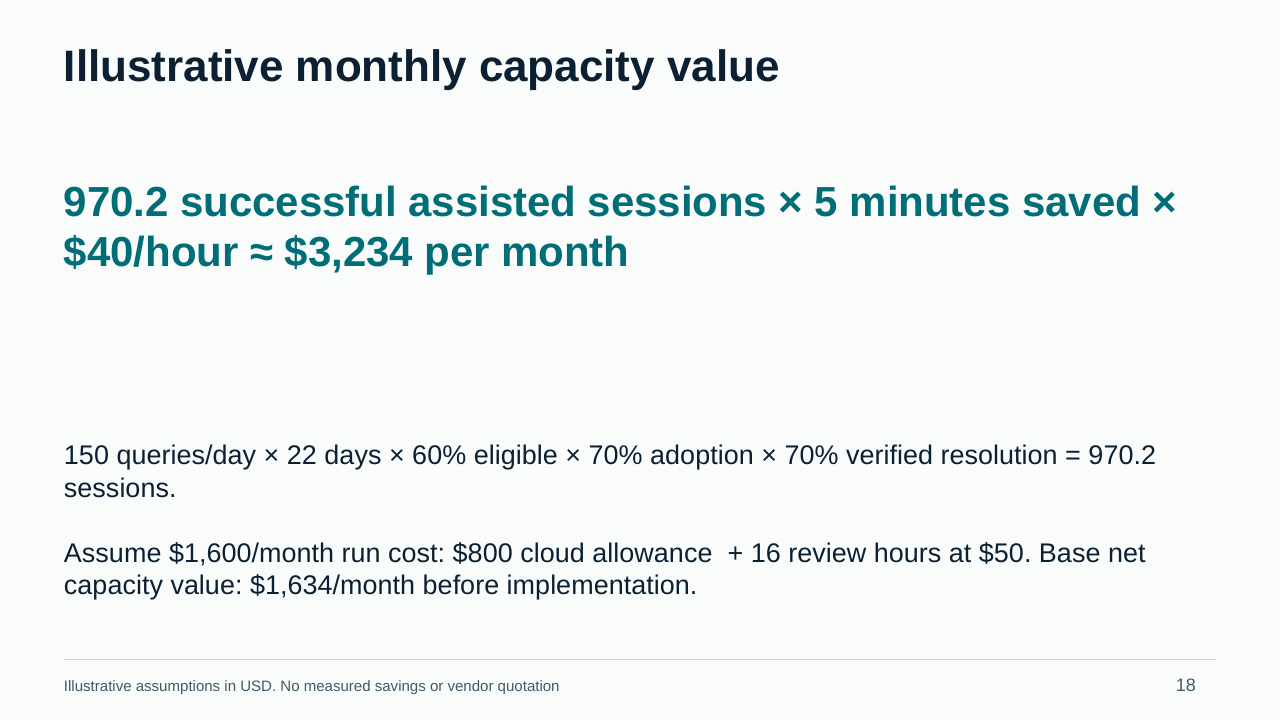 Illustrative monthly capacity value
970.2 successful assisted sessions × 5 minutes saved ×
$40/hour ≈ $3,234 per month
150 queries/day × 22 days × 60% eligible × 70% adoption × 70% verified resolution = 970.2
sessions.
Assume $1,600/month run cost: $800 cloud allowance  + 16 review hours at $50. Base net
capacity value: $1,634/month before implementation.
Illustrative assumptions in USD. No measured savings or vendor quotation
18